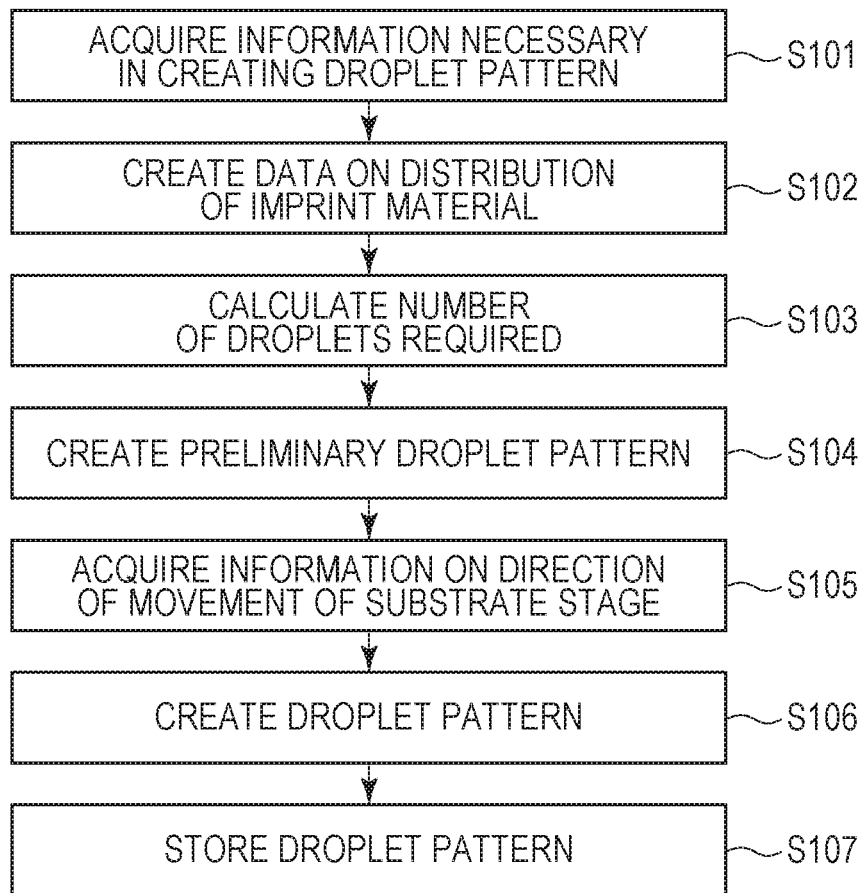 ACQUIRE INFORMATION NECESSARY
IN CREATING DROPLET PATTERN
S101
CREATE DATA ON DISTRIBUTION
OF IMPRINT MATERIAL
S102
CALCULATE NUMBER
OF DROPLETS REQUIRED
S103
CREATE PRELIMINARY DROPLET PATTERN
S104
ACQUIRE INFORMATION ON DIRECTION
OF MOVEMENT OF SUBSTRATE STAGE
S105
CREATE DROPLET PATTERN
S106
STORE DROPLET PATTERN
S107